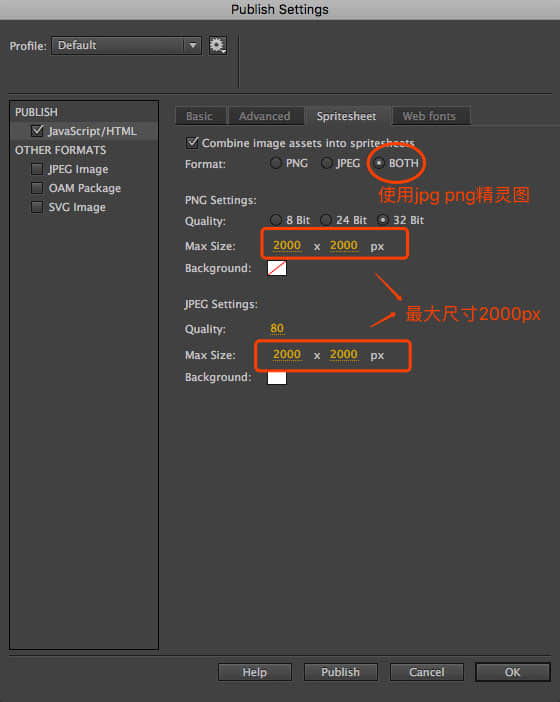 Publish Settings
Profile: Default
PUBLISH
JavaScript/HTML
OTHER FORMATS
JPEG Image
OAM Package
SVG Image
Basic Advanced Spritesheet Web fonts
Combine image assets into spritesheets
Format: PNG JPEG BOTH
使用jpg png精灵图
PNG Settings:
Quality: 8 Bit 24 Bit 32 Bit
Max Size: 2000 x 2000 px
Background:
最大尺寸2000px
JPEG Settings:
Quality: 80
Max Size: 2000 x 2000 px
Background:
Help Publish Cancel OK